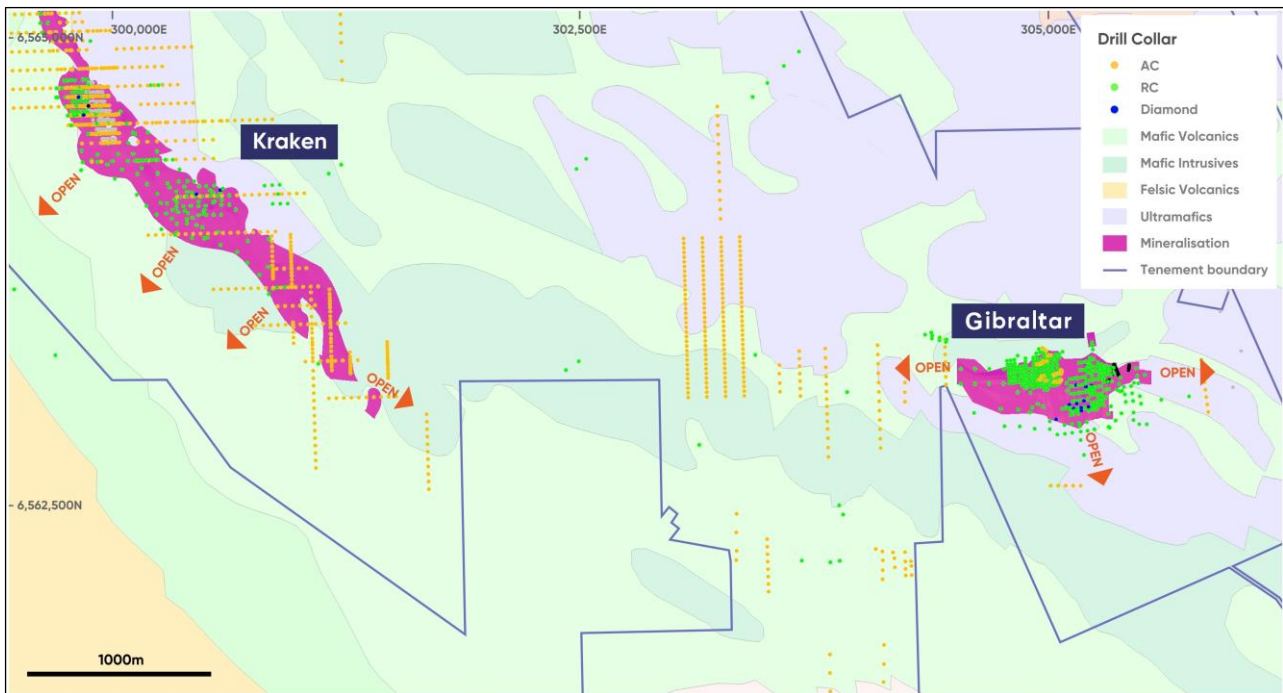 300,000E
302,500E
305,000E
6,565,000N
Drill Collar
AC
RC
Diamond
Mafic Volcanics
Mafic Intrusives
Felsic Volcanics
Ultramafics
Mineralisation
Tenement boundary
Kraken
OPEN
OPEN
OPEN
OPEN
Gibraltar
OPEN
OPEN
OPEN
6,562,500N
1000m